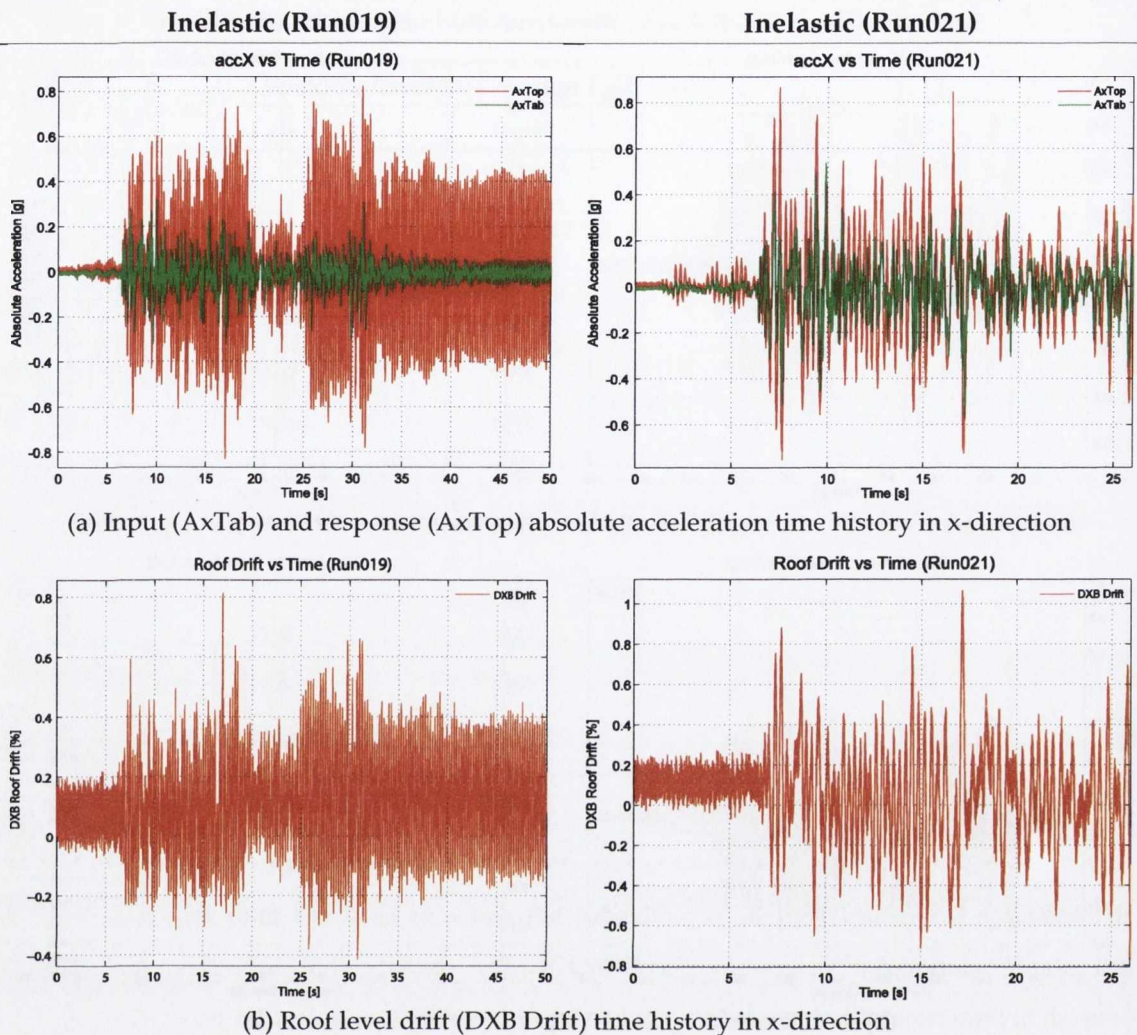 Inelastic (Run019)
Inelastic (Run021)
accX vs Time (Run019)
AxTop
AxTab
0.8
0.6
0.4
0.2
0
-0.2
-0.4
-0.6
-0.8
Absolute Acceleration [g]
0 5 10 15 20 25 30 35 40 45 50
Time [s]
accX vs Time (Run021)
AxTop
AxTab
0.8
0.6
0.4
0.2
0
-0.2
-0.4
-0.6
Absolute Acceleration [g]
0 5 10 15 20 25
Time [s]
(a) Input (AxTab) and response (AxTop) absolute acceleration time history in x-direction
Roof Drift vs Time (Run019)
DXB Drift
0.8
0.6
0.4
0.2
0
-0.2
-0.4
DXB Roof Drift [%]
0 5 10 15 20 25 30 35 40 45 50
Time [s]
Roof Drift vs Time (Run021)
DXB Drift
1
0.8
0.6
0.4
0.2
0
-0.2
-0.4
-0.6
-0.8
DXB Roof Drift [%]
0 5 10 15 20 25
Time [s]
(b) Roof level drift (DXB Drift) time history in x-direction